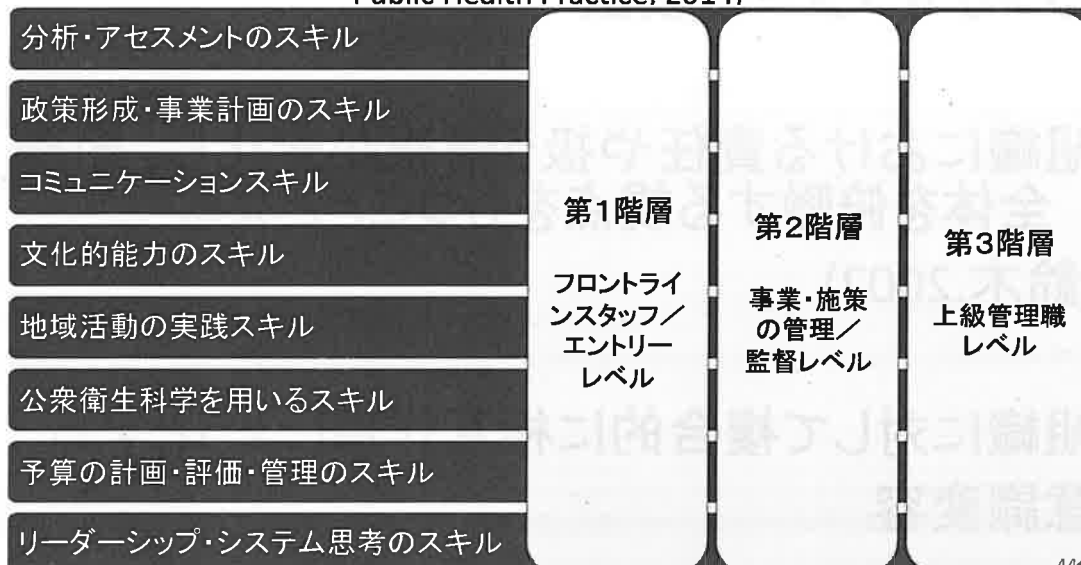 Public Health Practice, 2014)
分析・アセスメントのスキル
政策形成・事業計画のスキル
コミュニケーションスキル
文化的能力のスキル
地域活動の実践スキル
公衆衛生科学を用いるスキル
予算の計画・評価・管理のスキル
リーダーシップ・システム思考のスキル
第1階層
フロントライ
ンスタッフ／
エントリー
レベル
第2階層
事業・施策
の管理／
監督レベル
第3階層
上級管理職
レベル